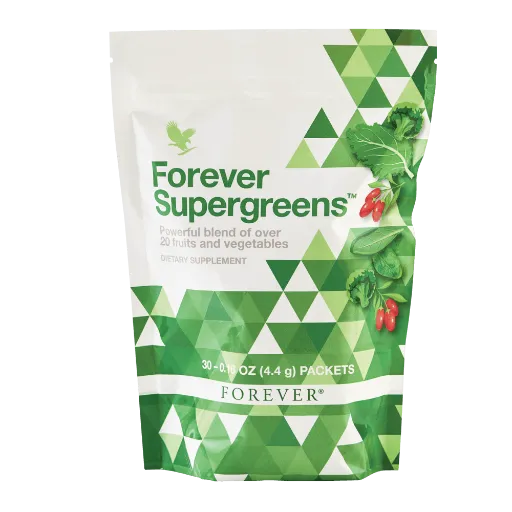 Forever
Supergreens™
Powerful blend of over
20 fruits and vegetables
DIETARY SUPPLEMENT
30 - 0.16 OZ (4.4 g) PACKETS
FOREVER®